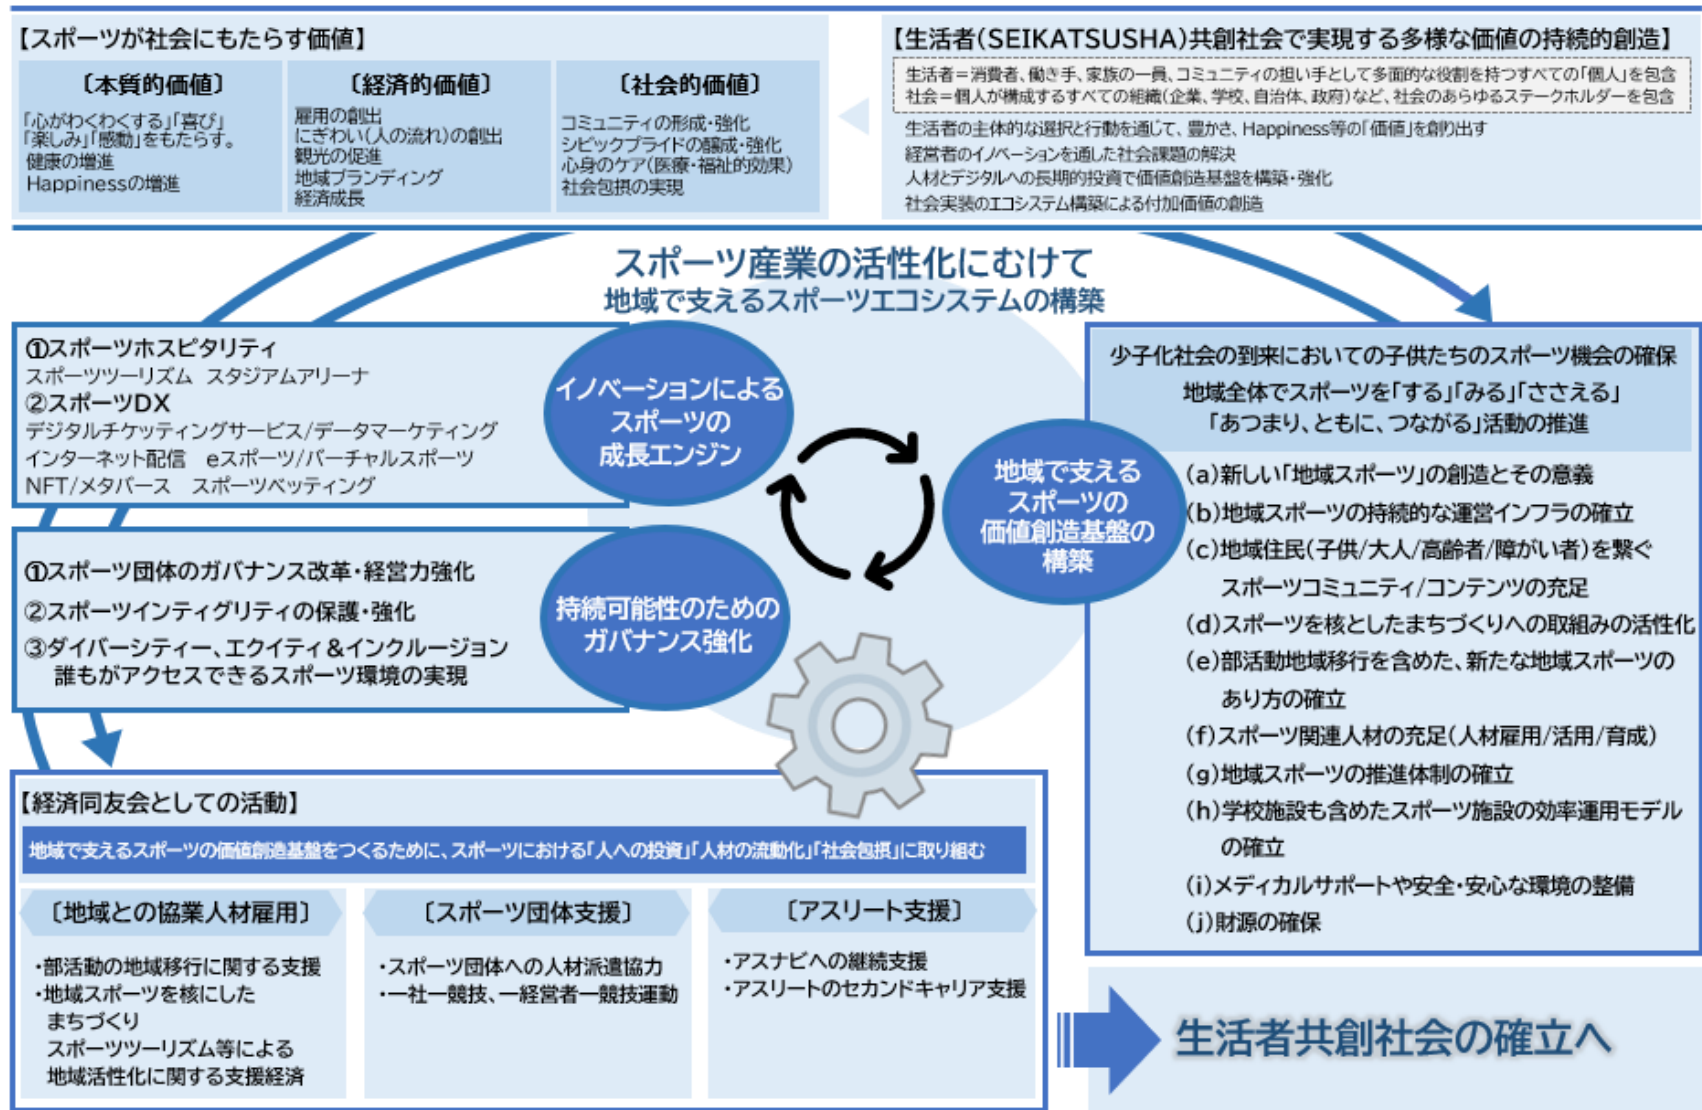 【スポーツが社会にもたらす価値】
〔本質的価値〕
「心がわくわくする」「喜び」
「楽しみ」「感動」をもたらす。
健康の増進
Happinessの増進
〔経済的価値〕
雇用の創出
にぎわい(人の流れ)の創出
観光の促進
地域ブランディング
経済成長
〔社会的価値〕
コミュニティの形成・強化
シビックプライドの醸成・強化
心身のケア(医療・福祉的効果)
社会包摂の実現
【生活者(SEIKATSUSHA)共創社会で実現する多様な価値の持続的創造】
生活者=消費者、働き手、家族の一員、コミュニティの担い手として多面的な役割を持つすべての「個人」を包含
社会=個人が構成するすべての組織(企業、学校、自治体、政府)など、社会のあらゆるステークホルダーを包含
生活者の主体的な選択と行動を通じて、豊かさ、Happiness等の「価値」を創り出す
経営者のイノベーションを通した社会課題の解決
人材とデジタルへの長期的投資で価値創造基盤を構築・強化
社会実装のエコシステム構築による付加価値の創造
スポーツ産業の活性化にむけて
地域で支えるスポーツエコシステムの構築
①スポーツホスピタリティ
スポーツツーリズム スタジアムアリーナ
②スポーツDX
デジタルチケッティングサービス/データマーケティング
インターネット配信 eスポーツ/バーチャルスポーツ
NFT/メタバース スポーツベッティング
イノベーションによる
スポーツの
成長エンジン
①スポーツ団体のガバナンス改革・経営力強化
②スポーツインティグリティの保護・強化
③ダイバーシティー、エクイティ&インクルージョン
誰もがアクセスできるスポーツ環境の実現
持続可能性のための
ガバナンス強化
地域で支える
スポーツの
価値創造基盤の
構築
少子化社会の到来においての子供たちのスポーツ機会の確保
地域全体でスポーツを「する」「みる」「ささえる」
「あつまり、ともに、つながる」活動の推進
(a)新しい「地域スポーツ」の創造とその意義
(b)地域スポーツの持続的な運営インフラの確立
(c)地域住民(子供/大人/高齢者/障がい者)を繋ぐ
スポーツコミュニティ/コンテンツの充足
(d)スポーツを核としたまちづくりへの取組みの活性化
(e)部活動地域移行を含めた、新たな地域スポーツの
あり方の確立
(f)スポーツ関連人材の充足(人材雇用/活用/育成)
(g)地域スポーツの推進体制の確立
(h)学校施設も含めたスポーツ施設の効率運用モデル
の確立
(i)メディカルサポートや安全・安心な環境の整備
(j)財源の確保
【経済同友会としての活動】
地域で支えるスポーツの価値創造基盤をつくるために、スポーツにおける「人への投資」「人材の流動化」「社会包摂」に取り組む
〔地域との協業人材雇用〕
・部活動の地域移行に関する支援
・地域スポーツを核にした
まちづくり
スポーツツーリズム等による
地域活性化に関する支援経済
〔スポーツ団体支援〕
・スポーツ団体への人材派遣協力
・一社一競技、一経営者一競技運動
〔アスリート支援〕
・アスナビへの継続支援
・アスリートのセカンドキャリア支援
生活者共創社会の確立へ